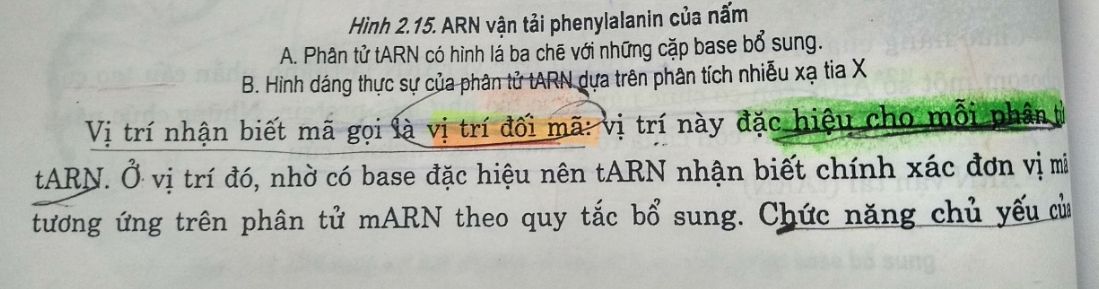 Hình 2.15. ARN vận tải phenylalanin của nấm
A. Phân tử tARN có hình lá ba chẽ với những cặp base bổ sung.
B. Hình dáng thực sự của phân tử tARN dựa trên phân tích nhiễu xạ tia X
Vị trí nhận biết mã gọi là vị trí đối mã: vị trí này đặc hiệu cho mỗi phân
tARN. Ở vị trí đó, nhờ có base đặc hiệu nên tARN nhận biết chính xác đơn vị mã
tương ứng trên phân tử mARN theo quy tắc bổ sung. Chức năng chủ yếu của